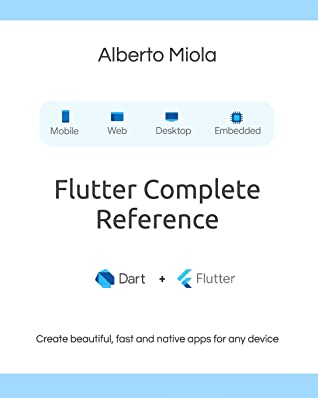 Alberto Miola
Mobile Web Desktop Embedded
Flutter Complete
Reference
Dart + Flutter
Create beautiful, fast and native apps for any device